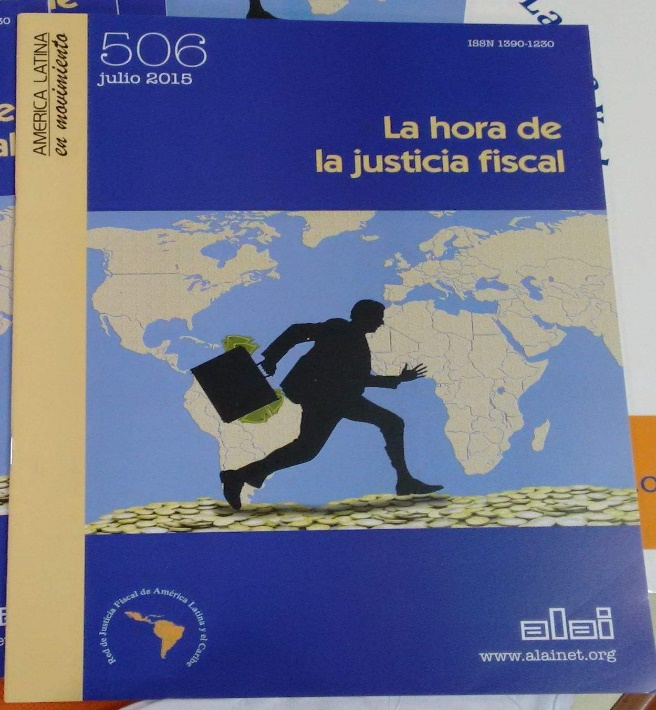 AMERICA LATINA
en movimiento
506
julio 2015
ISSN 1390-1230
La hora de
la justicia fiscal
Red de Justicia Fiscal de América Latina y el Caribe
alai
www.alainet.org